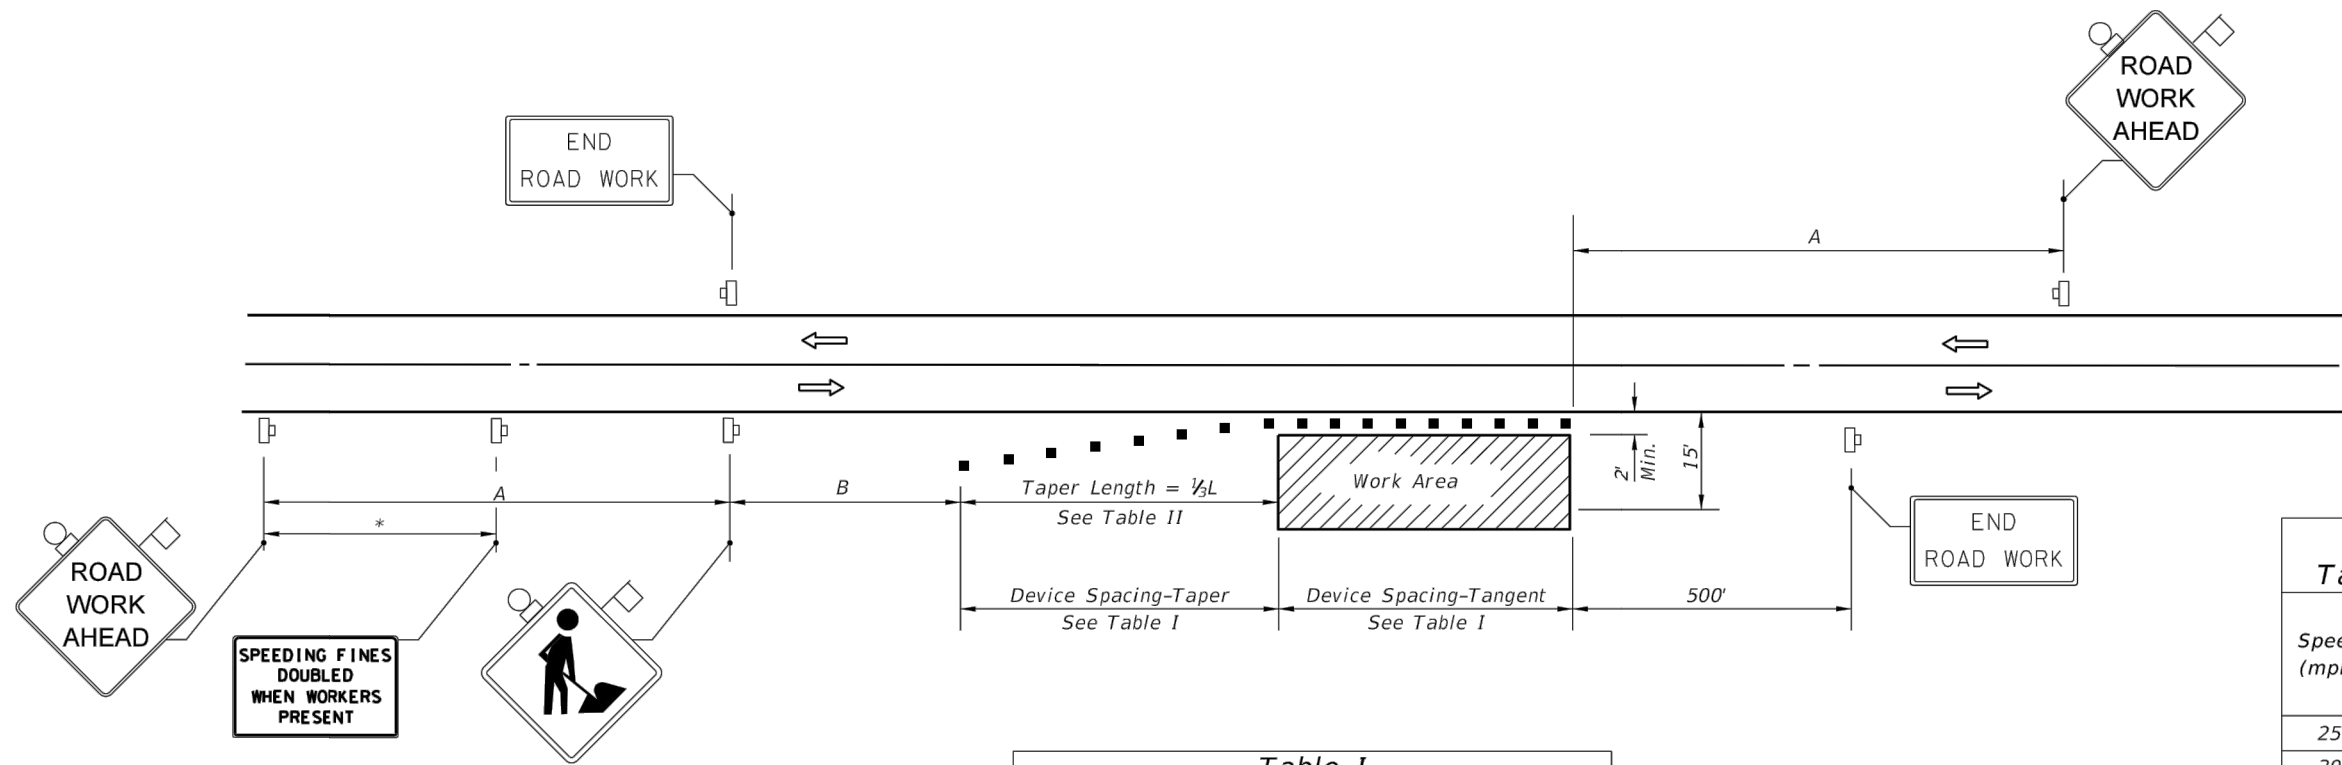 ROAD
WORK
AHEAD
END
ROAD WORK
A
A
*
B
Taper Length = ⅓L
See Table II
Work Area
2'
Min.
15'
ROAD
WORK
AHEAD
SPEEDING FINES
DOUBLED
WHEN WORKERS
PRESENT
Device Spacing-Taper
See Table I
Device Spacing-Tangent
See Table I
500'
END
ROAD WORK
Table I
25